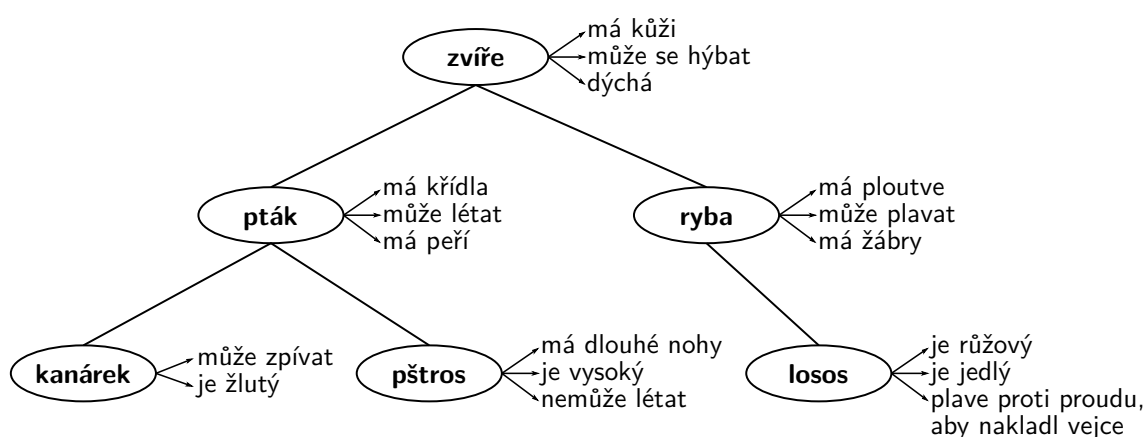 zvíře
má kůži
může se hýbat
dýchá
pták
má křídla
může létat
má peří
ryba
má ploutve
může plavat
má žábry
kanárek
může zpívat
je žlutý
pštros
má dlouhé nohy
je vysoký
nemůže létat
losos
je růžový
je jedlý
plave proti proudu,
aby nakladl vejce